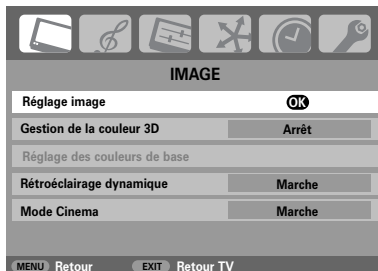 IMAGE
Réglage image OK
Gestion de la couleur 3D Arrêt
Réglage des couleurs de base
Rétroéclairage dynamique Marche
Mode Cinema Marche
MENU Retour EXIT Retour TV